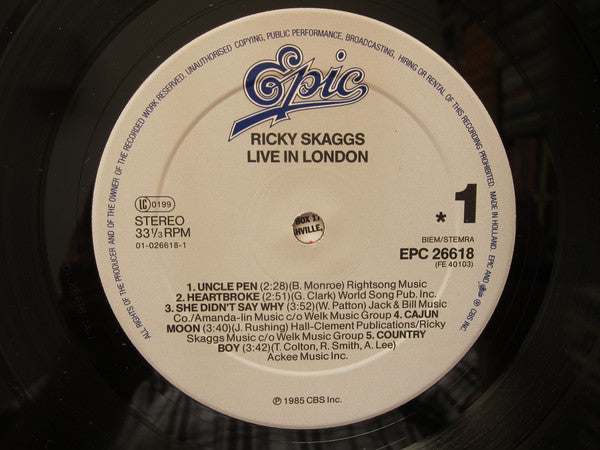 ALL RIGHTS OF THE PRODUCER AND OF THE OWNER OF THE RECORDED WORK RESERVED. UNAUTHORISED COPYING, PUBLIC PERFORMANCE, BROADCASTING, HIRING OR RENTAL OF THIS RECORDING PROHIBITED. MADE IN HOLLAND. EPIC AND ® CBS INC.
Epic
RICKY SKAGGS
LIVE IN LONDON
LC 0199
STEREO
33 1/3 RPM
01-026618-1
BOX 1
HVILLE,
* 1
BIEM/STEMRA
EPC 26618
(FE 40103)
1. UNCLE PEN (2:28)(B. Monroe) Rightsong Music
2. HEARTBROKE (2:51)(G. Clark) World Song Pub. Inc.
3. SHE DIDN'T SAY WHY (3:52)(W. Patton) Jack & Bill Music
Co./Amanda-lin Music c/o Welk Music Group 4. CAJUN
MOON (3:40)(J. Rushing) Hall-Clement Publications/Ricky
Skaggs Music c/o Welk Music Group 5. COUNTRY
BOY (3:42)(T. Colton, R. Smith, A. Lee)
Ackee Music Inc.
℗ 1985 CBS Inc.